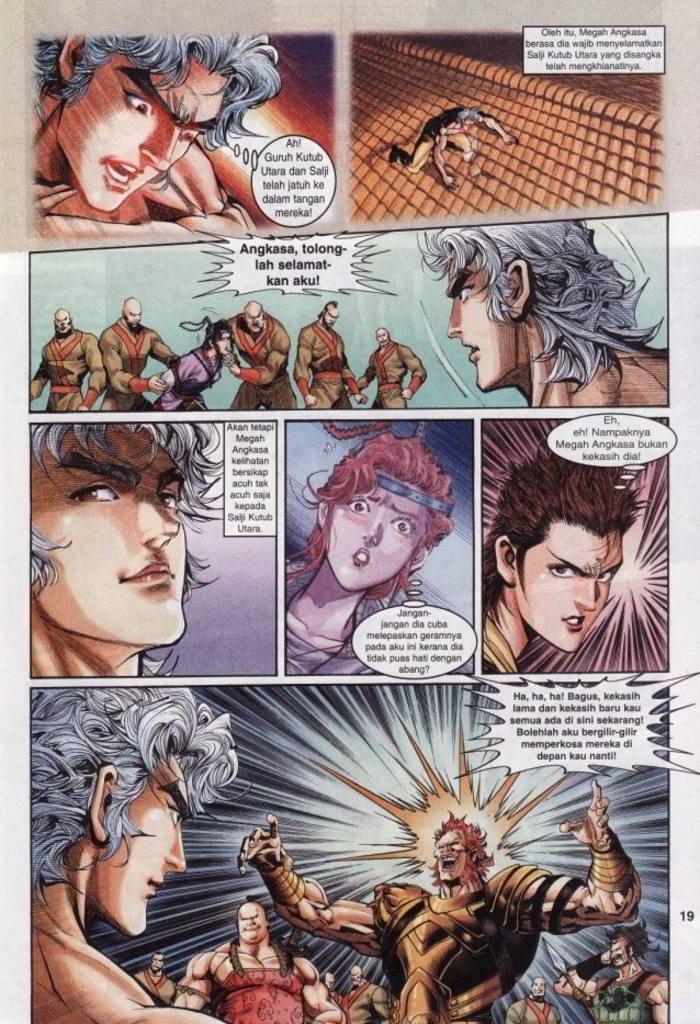 Ah!
Guruh Kutub
Utara dan Salji
telah jatuh ke
dalam tangan
mereka!
Oleh itu, Megah Angkasa
berasa dia wajib menyelamatkan
Salji Kutub Utara yang disangka
telah mengkhianatinya.
Angkasa, tolong-
lah selamat-
kan aku!
Akan tetapi
Megah
Angkasa
kelihatan
bersikap
acuh tak
acuh saja
kepada
Salji Kutub
Utara.
Jangan-
jangan dia cuba
melepaskan geramnya
pada aku ini kerana dia
tidak puas hati dengan
abang?
Eh,
eh! Nampaknya
Megah Angkasa bukan
kekasih dia!
Ha, ha, ha! Bagus, kekasih
lama dan kekasih baru kau
semua ada di sini sekarang!
Bolehlah aku bergilir-gilir
memperkosa mereka di
depan kau nanti!
19